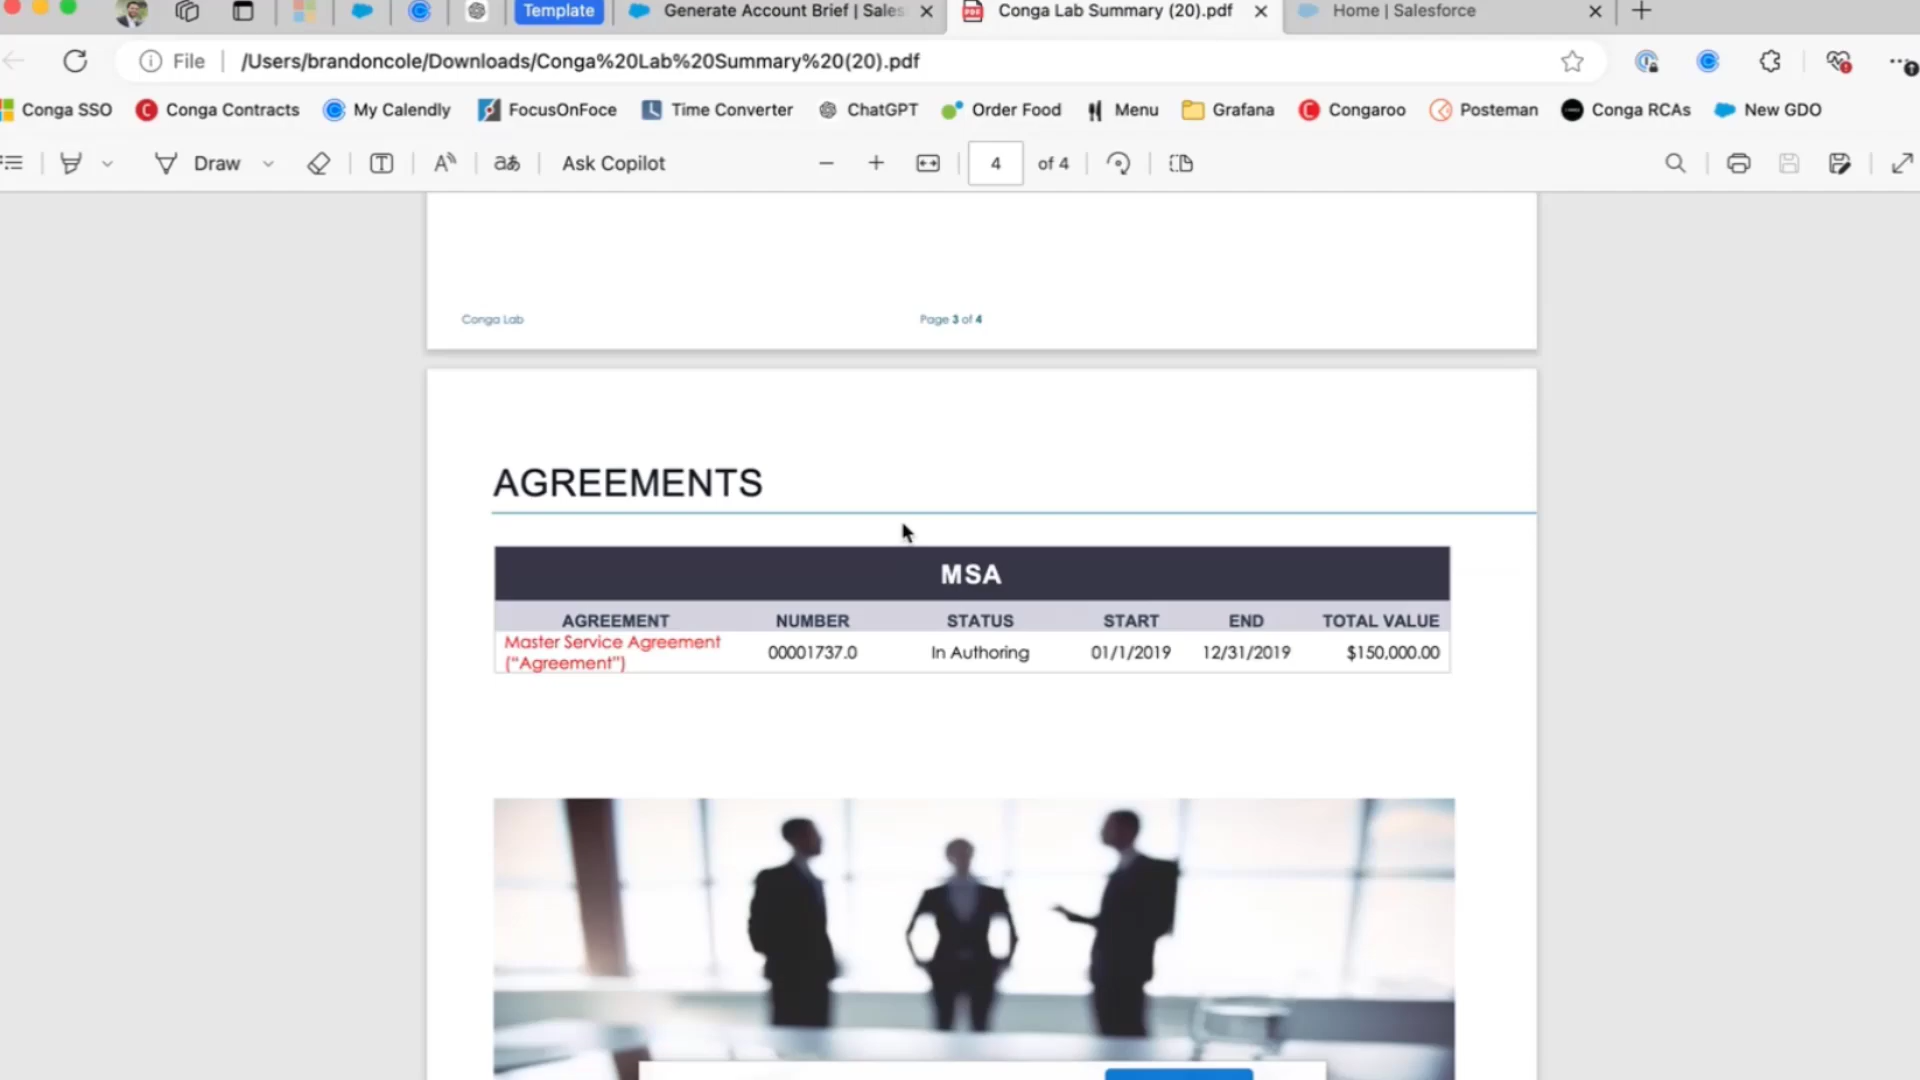 Template
Generate Account Brief | Sales
Conga Lab Summary (20).pdf
Home | Salesforce
File
/Users/brandoncole/Downloads/Conga%20Lab%20Summary%20(20).pdf
Conga SSO
Conga Contracts
My Calendly
FocusOnFoce
Time Converter
ChatGPT
Order Food
Menu
Grafana
Congaroo
Posteman
Conga RCAs
New GDO
Draw
Ask Copilot
4 of 4
Conga Lab
Page 3 of 4
AGREEMENTS
MSA
AGREEMENT NUMBER STATUS START END TOTAL VALUE
Master Service Agreement
("Agreement")
00001737.0 In Authoring 01/1/2019 12/31/2019 $150,000.00